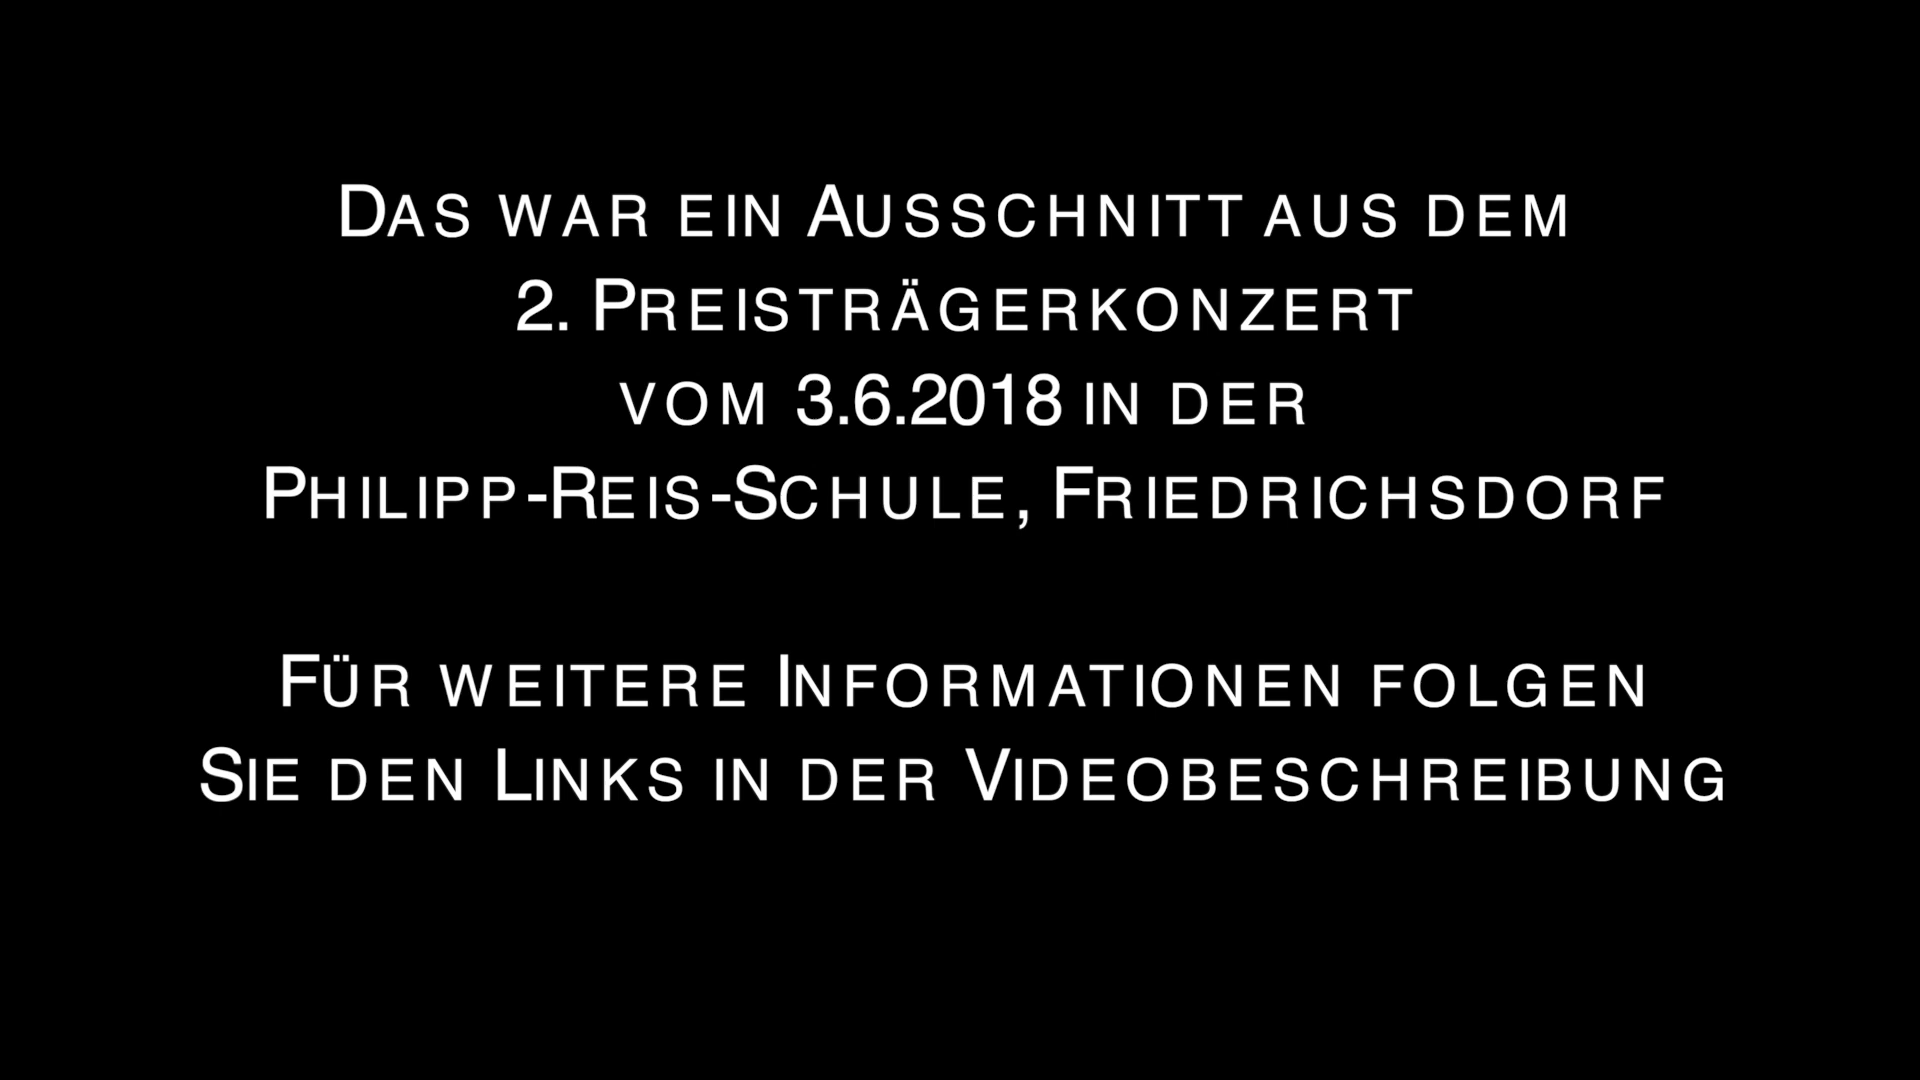 Das war ein Ausschnitt aus dem
2. Preisträgerkonzert
vom 3.6.2018 in der
Philipp-Reis-Schule, Friedrichsdorf
Für weitere Informationen folgen
Sie den Links in der Videobeschreibung